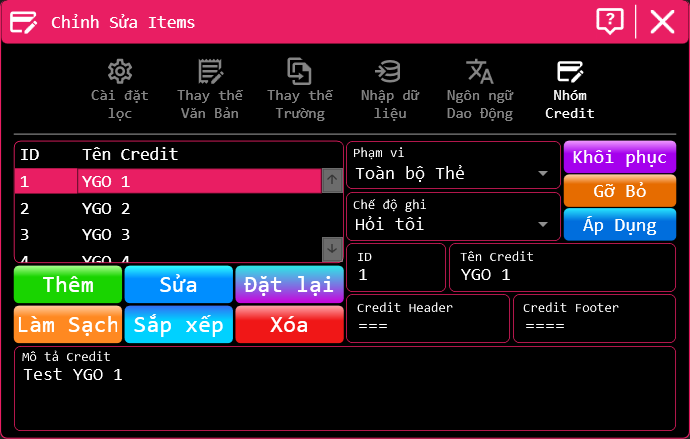 Chỉnh Sửa Items
Cài đặt lọc
Thay thế Văn Bản
Thay thế Trường
Nhập dữ liệu
Ngôn ngữ Dao Động
Nhóm Credit
ID Tên Credit
1 YGO 1
2 YGO 2
3 YGO 3
4 YGO 4
Phạm vi
Toàn bộ Thẻ
Chế độ ghi
Hỏi tôi
Khôi phục
Gỡ Bỏ
Áp Dụng
ID
1
Tên Credit
YGO 1
Thêm Sửa Đặt lại
Làm Sạch Sắp xếp Xóa
Credit Header
===
Credit Footer
====
Mô tả Credit
Test YGO 1